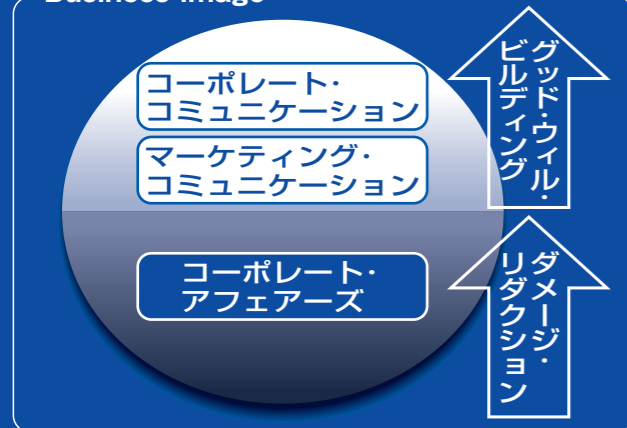 Business Image
コーポレート・
コミュニケーション
マーケティング・
コミュニケーション
コーポレート・
アフェアーズ
グッド・ウィル・
ビルディング
ダメージ・
リダクション